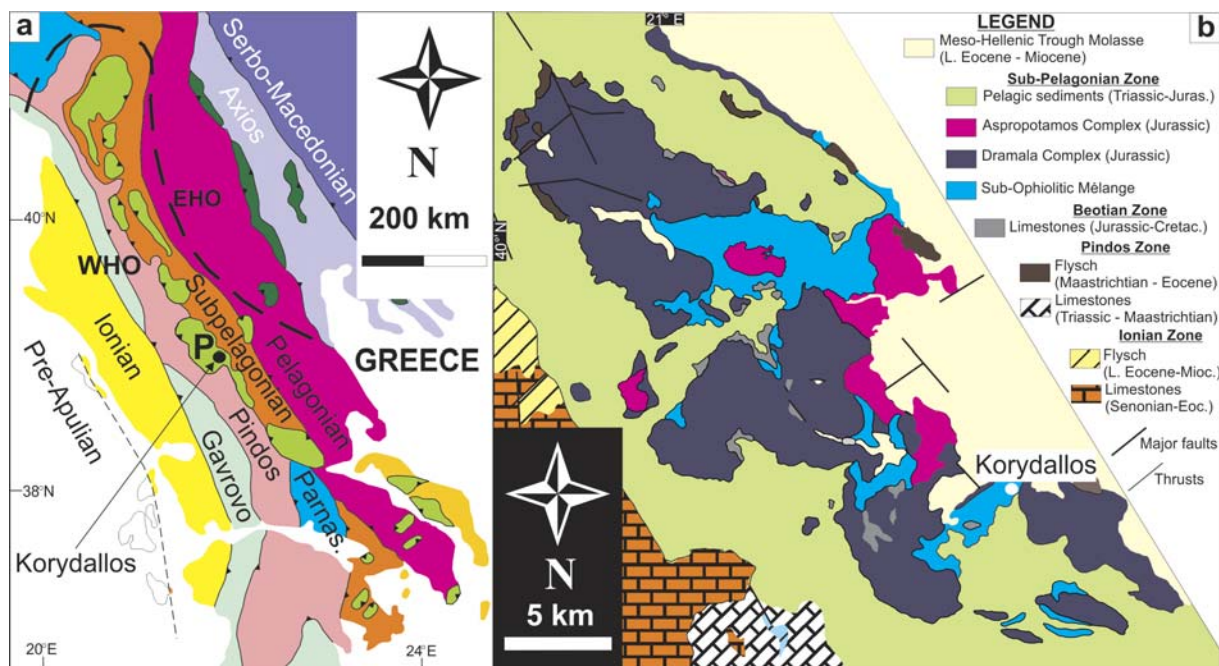 a
Serbo-Macedonian
Axios
N
200 km
EHO
40°N
WHO
Subpelagonian
Pelagonian
GREECE
Ionian
P
Pre-Apulian
Pindos
Gavrovo
Parnas.
38°N
Korydallos
20°E
24°E
b
21° E
40° N
Korydallos
N
5 km
LEGEND
Meso-Hellenic Trough Molasse
(L. Eocene - Miocene)
Sub-Pelagonian Zone
Pelagic sediments (Triassic-Juras.)
Aspropotamos Complex (Jurassic)
Dramala Complex (Jurassic)
Sub-Ophiolitic Mélange
Beotian Zone
Limestones (Jurassic-Cretac.)
Pindos Zone
Flysch
(Maastrichtian - Eocene)
Limestones
(Triassic - Maastrichtian)
Ionian Zone
Flysch
(L. Eocene-Mioc.)
Limestones
(Senonian-Eoc.)
Major faults
Thrusts